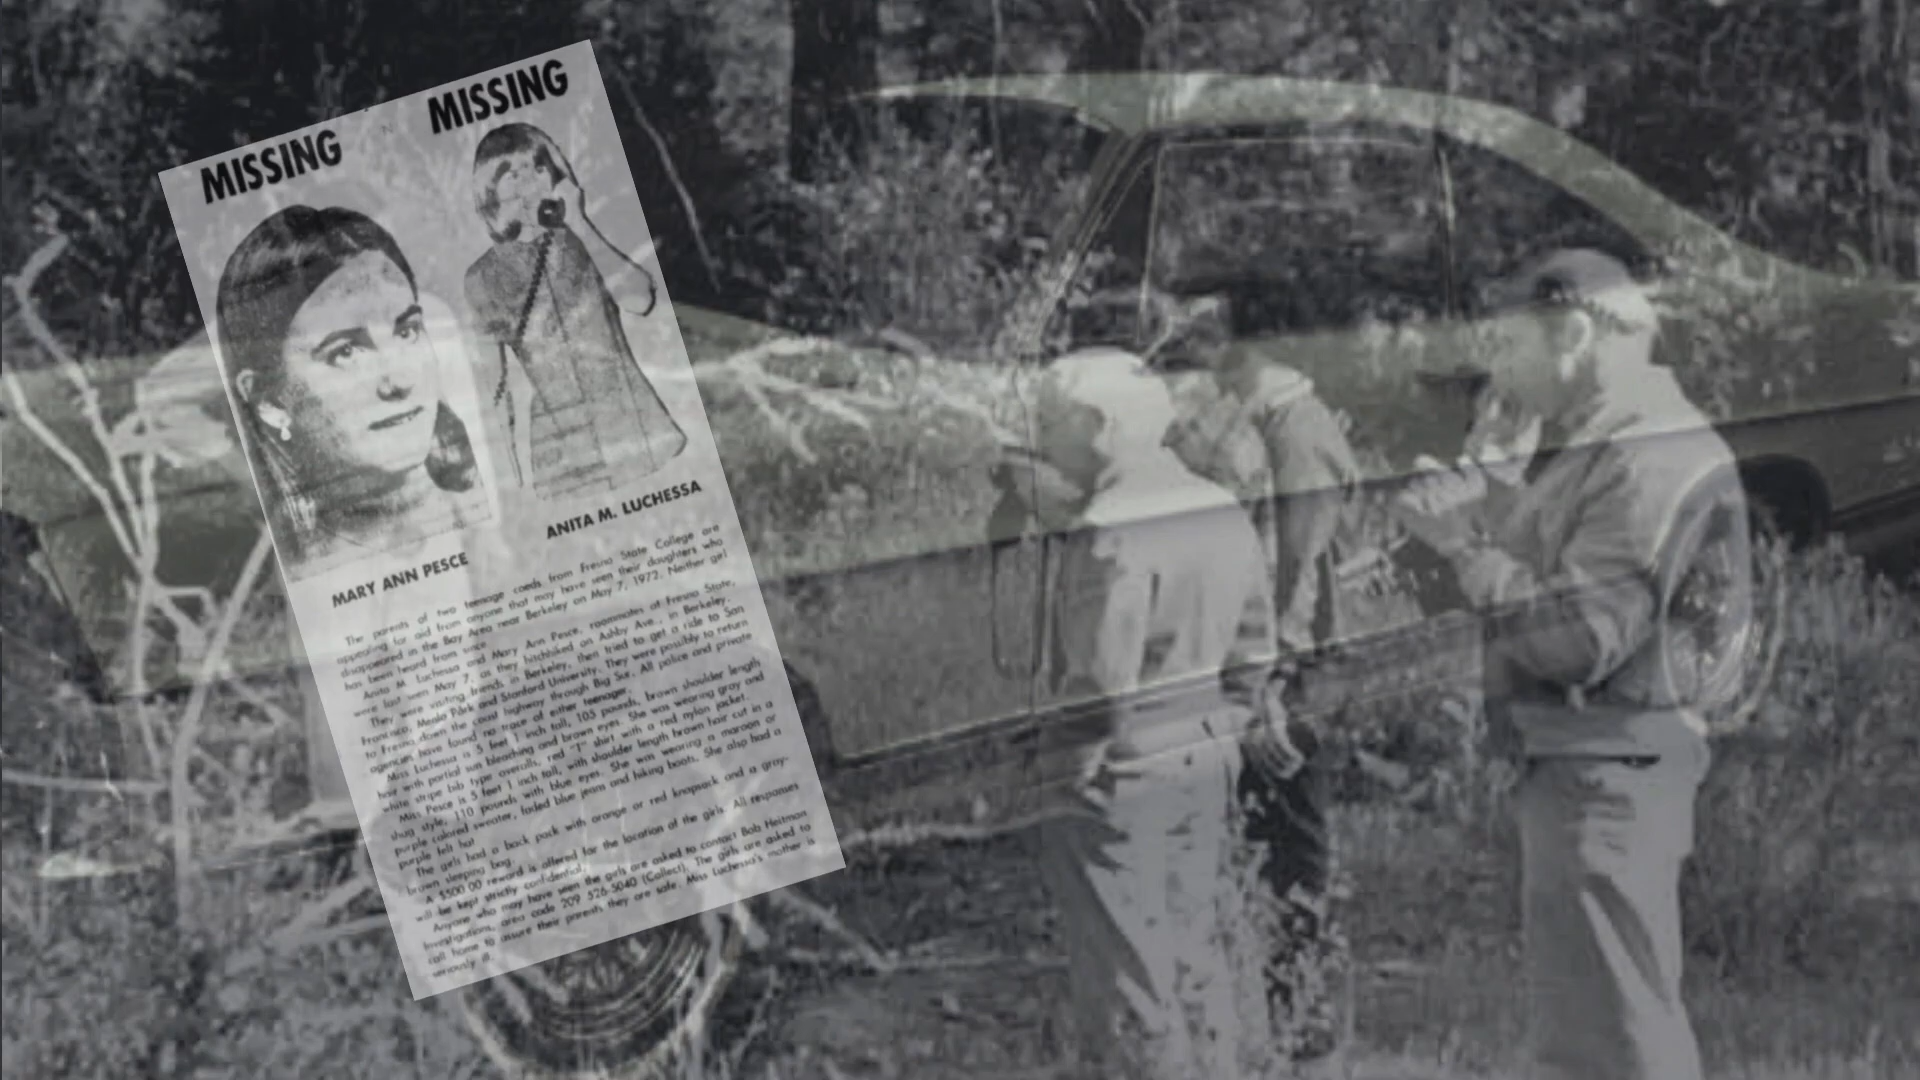 MISSING
MISSING
MARY ANN PESCE
ANITA M. LUCHESSA
The parents of two teenage coeds from Fresno State College are
appealing for aid from anyone that may have seen their daughters who
disappeared in the Bay Area near Berkeley on May 7, 1972. Neither girl
has been heard from since.
Anita M. Luchessa and Mary Ann Pesce, roommates at Fresno State,
were last seen May 7, as they hitchhiked on Ashby Ave., in Berkeley.
They were visiting friends in Berkeley, then tried to get a ride to San
Francisco, Menlo Park and Stanford University. They were possibly to return
to Fresno down the coast highway through Big Sur. All police and private
agencies have found no trace of either teenager.
Miss Luchessa is 5 feet 1 inch tall, 105 pounds, brown shoulder length
hair with partial sun bleaching and brown eyes. She was wearing gray and
white stripe bib type overalls, red "T" shirt with a red nylon jacket.
Miss Pesce is 5 feet 1 inch tall, with shoulder length brown hair cut in a
shag style, 110 pounds with blue eyes. She was wearing a maroon or
purple colored sweater, faded blue jeans and hiking boots. She also had a
purple felt hat.
The girls had a back pack with orange or red knapsack and a gray-
brown sleeping bag.
A $500.00 reward is offered for the location of the girls. All responses
will be kept strictly confidential.
Anyone who may have seen the girls are asked to contact Bob Heitman
Investigations, area code 209 526-5040 (Collect). The girls are asked to
call home to assure their parents they are safe. Miss Luchessa's mother is
seriously ill.